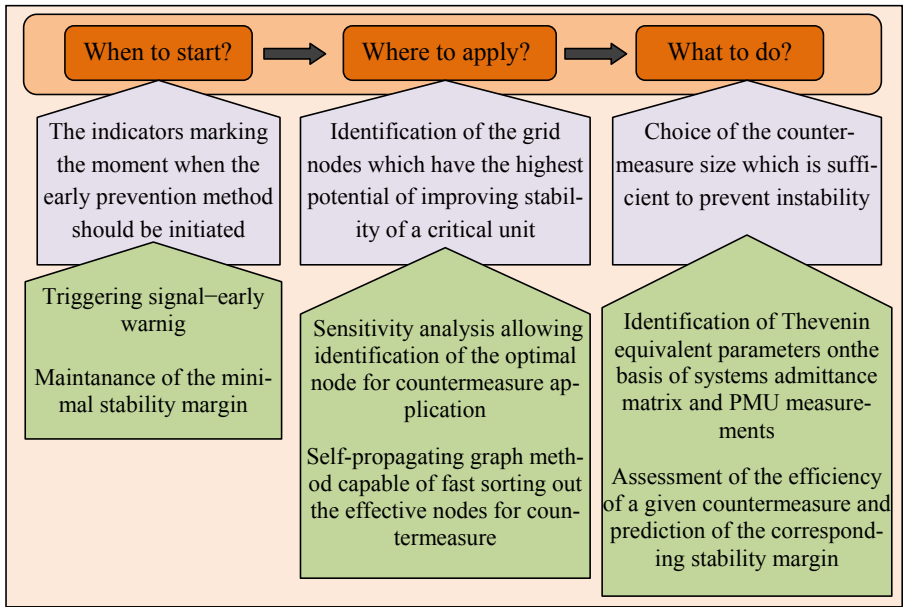 When to start?
Where to apply?
What to do?
The indicators marking
the moment when the
early prevention method
should be initiated
Identification of the grid
nodes which have the highest
potential of improving stabil-
ity of a critical unit
Choice of the counter-
measure size which is suffi-
cient to prevent instability
Triggering signal−early
warnig
Maintanance of the mini-
mal stability margin
Sensitivity analysis allowing
identification of the optimal
node for countermeasure
application
Self-propagating graph meth-
od capable of fast sorting out
the effective nodes for coun-
termeasure
Identification of Thevenin
equivalent parameters onthe
basis of systems admittance
matrix and PMU measure-
ments
Assessment of the efficiency
of a given countermeasure and
prediction of the correspond-
ing stability margin